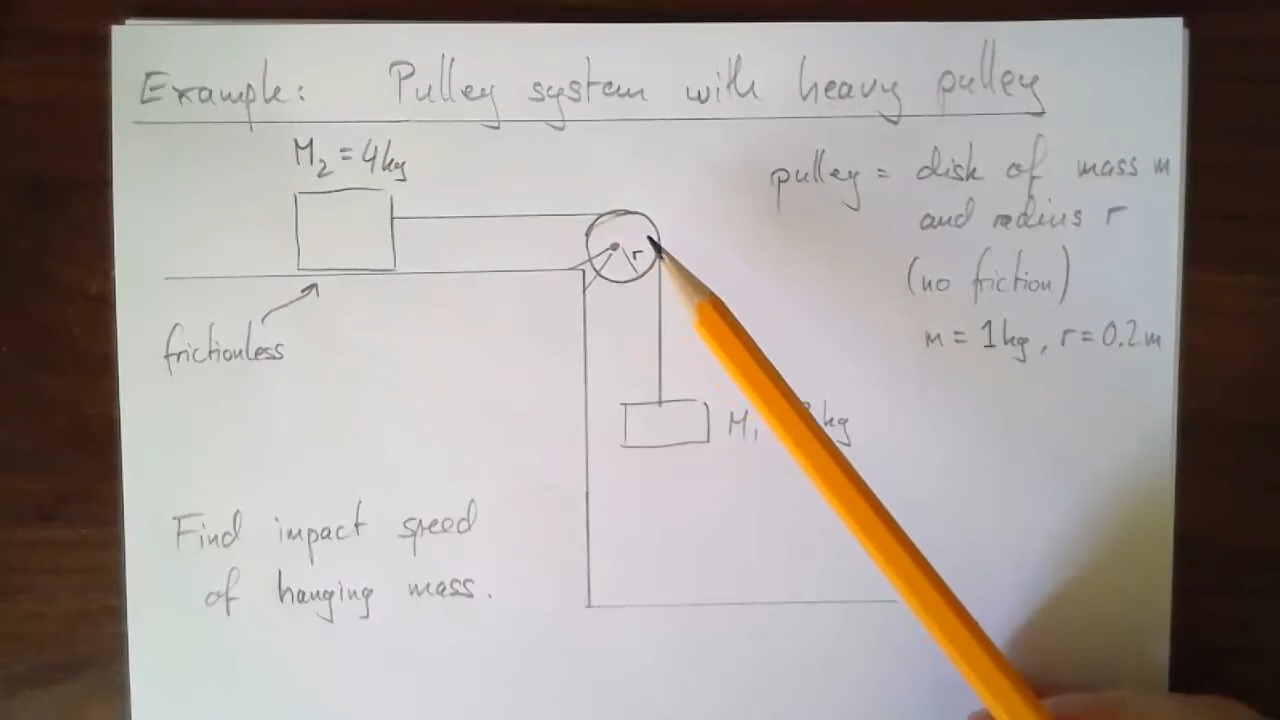 Example: Pulley system with heavy pulley
M₂ = 4kg
pulley = disk of mass m
and radius r
(no friction)
m = 1kg, r = 0.2m
r
frictionless
M₁ kg
Find impact speed
of hanging mass.